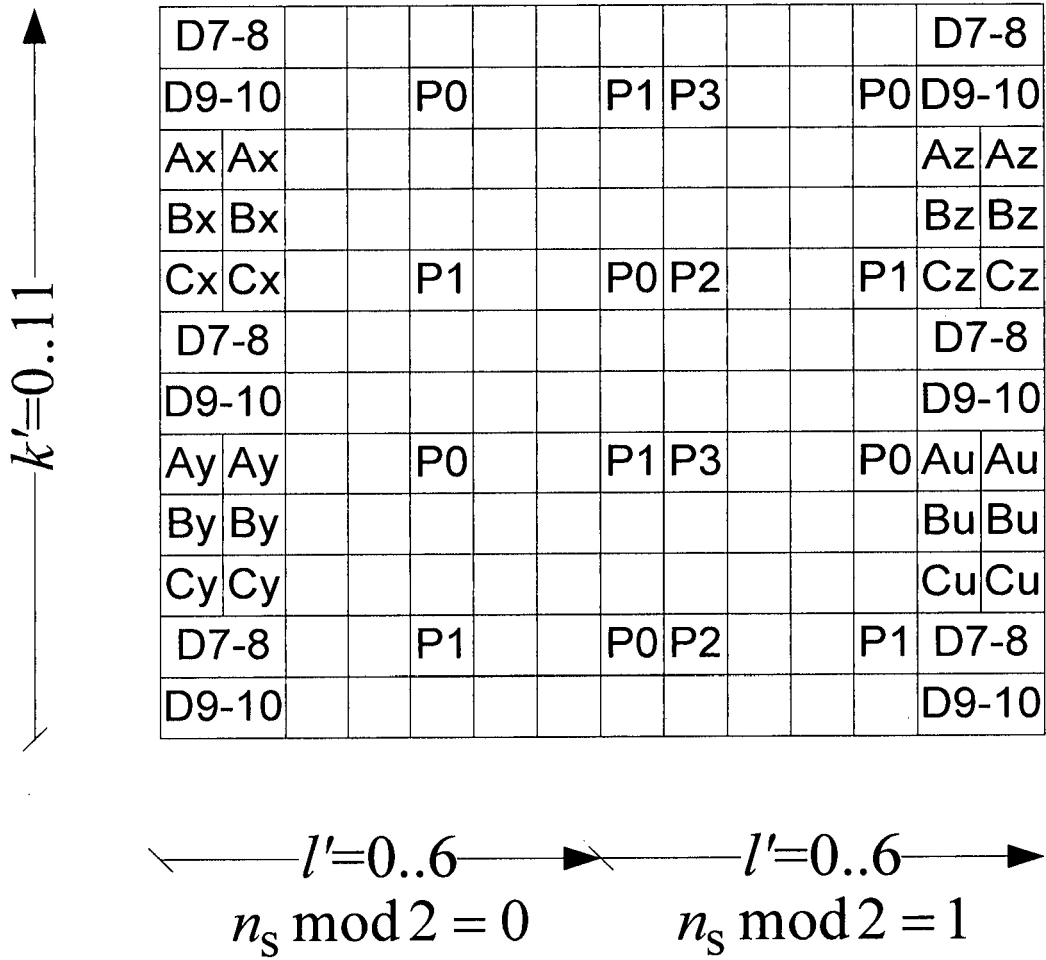 D7-8 D7-8
D9-10 P0 P1 P3 P0 D9-10
Ax Ax Az Az
Bx Bx Bz Bz
Cx Cx P1 P0 P2 P1 Cz Cz
D7-8 D7-8
D9-10 D9-10
Ay Ay P0 P1 P3 P0 Au Au
By By Bu Bu
Cy Cy Cu Cu
D7-8 P1 P0 P2 P1 D7-8
D9-10 D9-10
k'=0..11
l'=0..6 l'=0..6
nₛ mod 2 = 0 nₛ mod 2 = 1